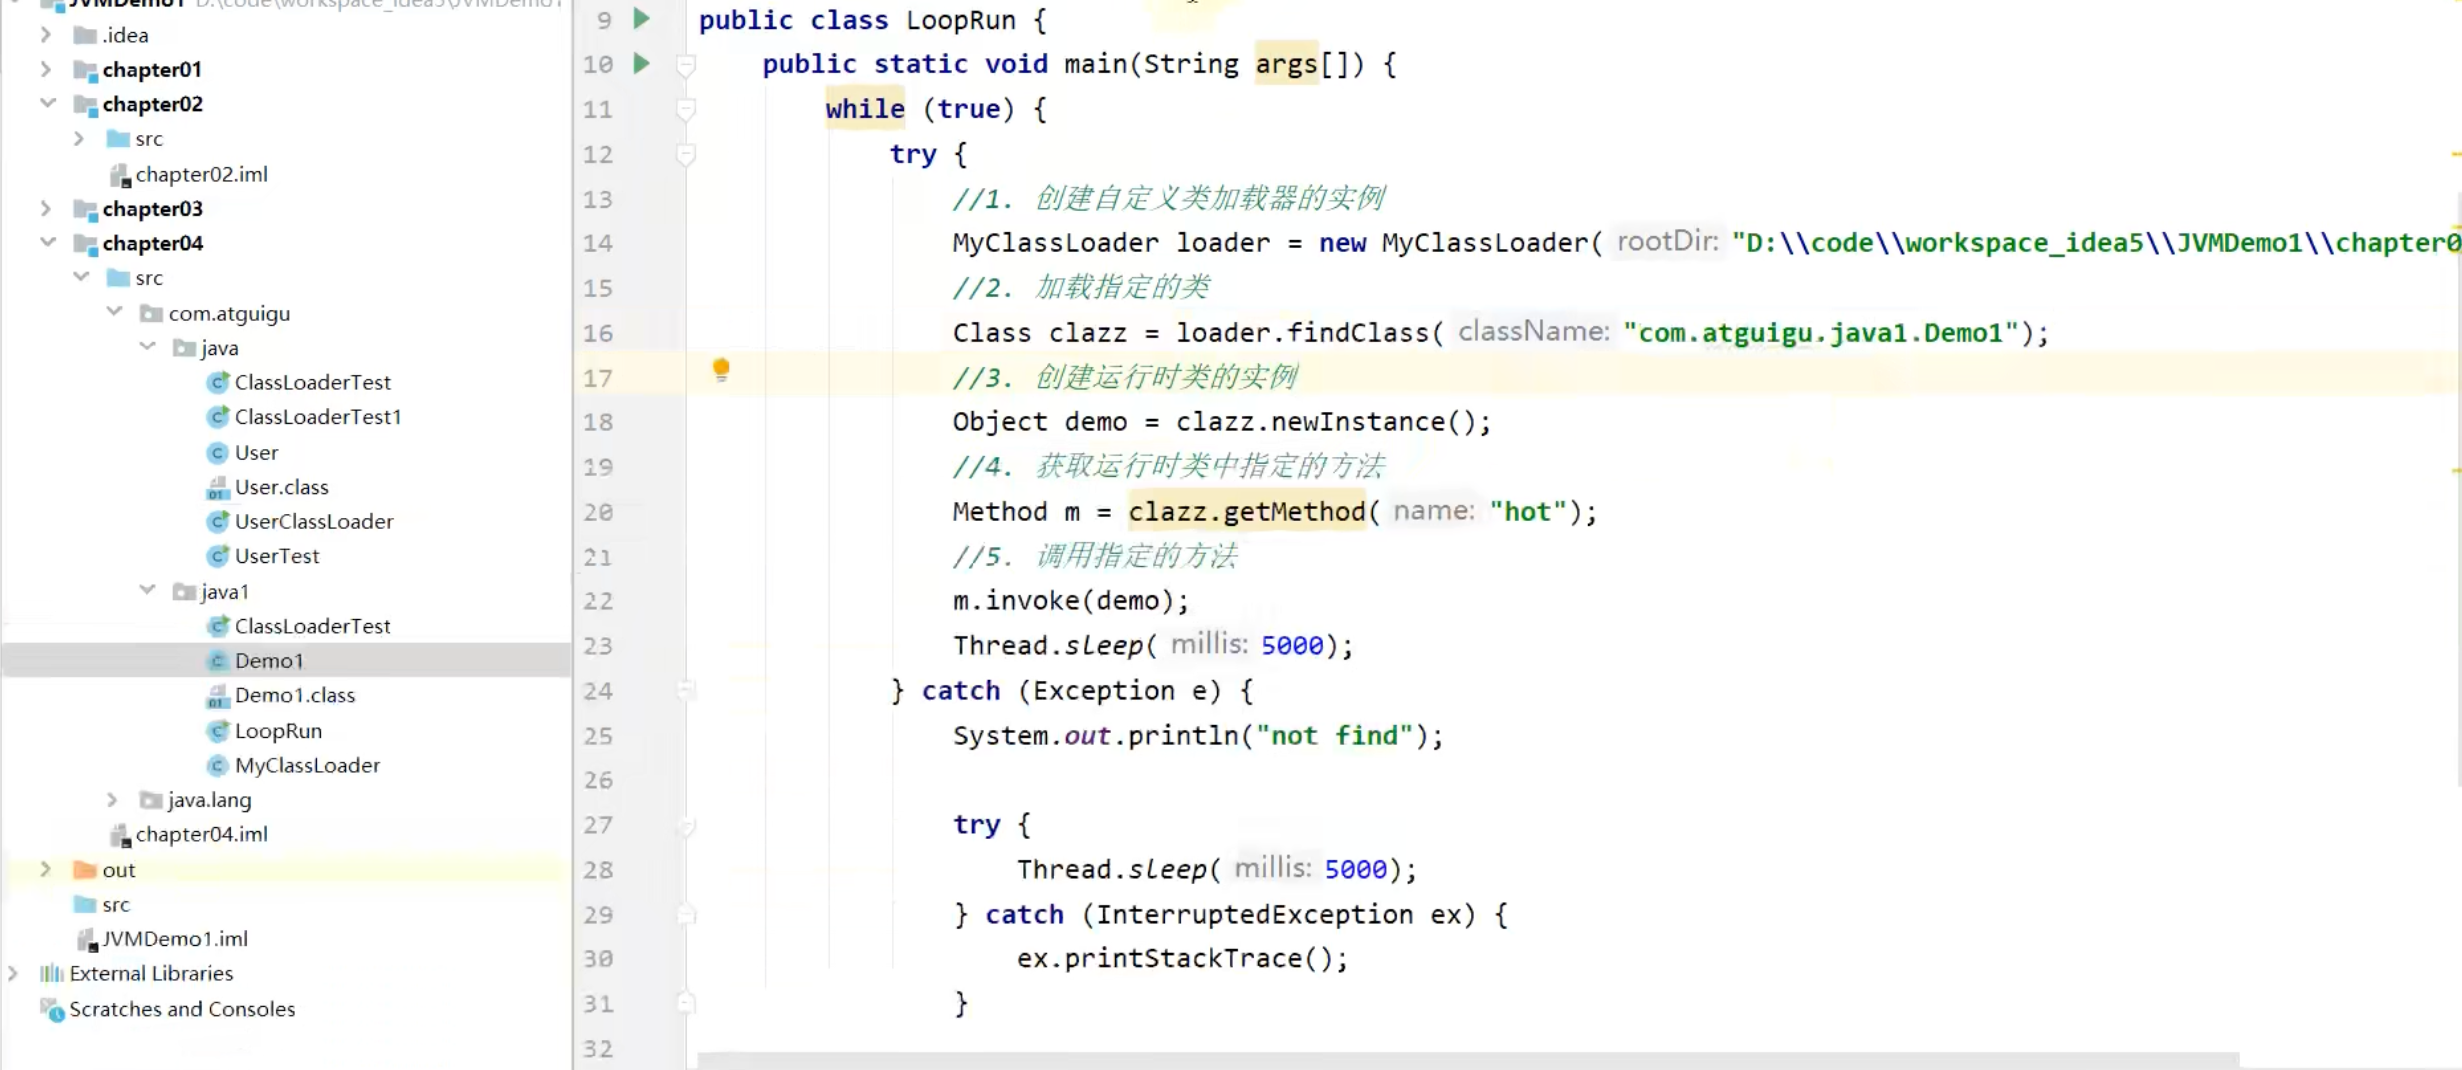 JVMDemo1 D:\code\workspace_idea5\JVMDemo1
.idea
chapter01
chapter02
src
chapter02.iml
chapter03
chapter04
src
com.atguigu
java
ClassLoaderTest
ClassLoaderTest1
User
User.class
UserClassLoader
UserTest
java1
ClassLoaderTest
Demo1
Demo1.class
LoopRun
MyClassLoader
java.lang
chapter04.iml
out
src
JVMDemo1.iml
External Libraries
Scratches and Consoles
9 public class LoopRun {
10 public static void main(String args[]) {
11 while (true) {
12 try {
13 //1. 创建自定义类加载器的实例
14 MyClassLoader loader = new MyClassLoader( rootDir: "D:\\code\\workspace_idea5\\JVMDemo1\\chapter0
15 //2. 加载指定的类
16 Class clazz = loader.findClass( className: "com.atguigu.java1.Demo1");
17 //3. 创建运行时类的实例
18 Object demo = clazz.newInstance();
19 //4. 获取运行时类中指定的方法
20 Method m = clazz.getMethod( name: "hot");
21 //5. 调用指定的方法
22 m.invoke(demo);
23 Thread.sleep( millis: 5000);
24 } catch (Exception e) {
25 System.out.println("not find");
26
27 try {
28 Thread.sleep( millis: 5000);
29 } catch (InterruptedException ex) {
30 ex.printStackTrace();
31 }
32